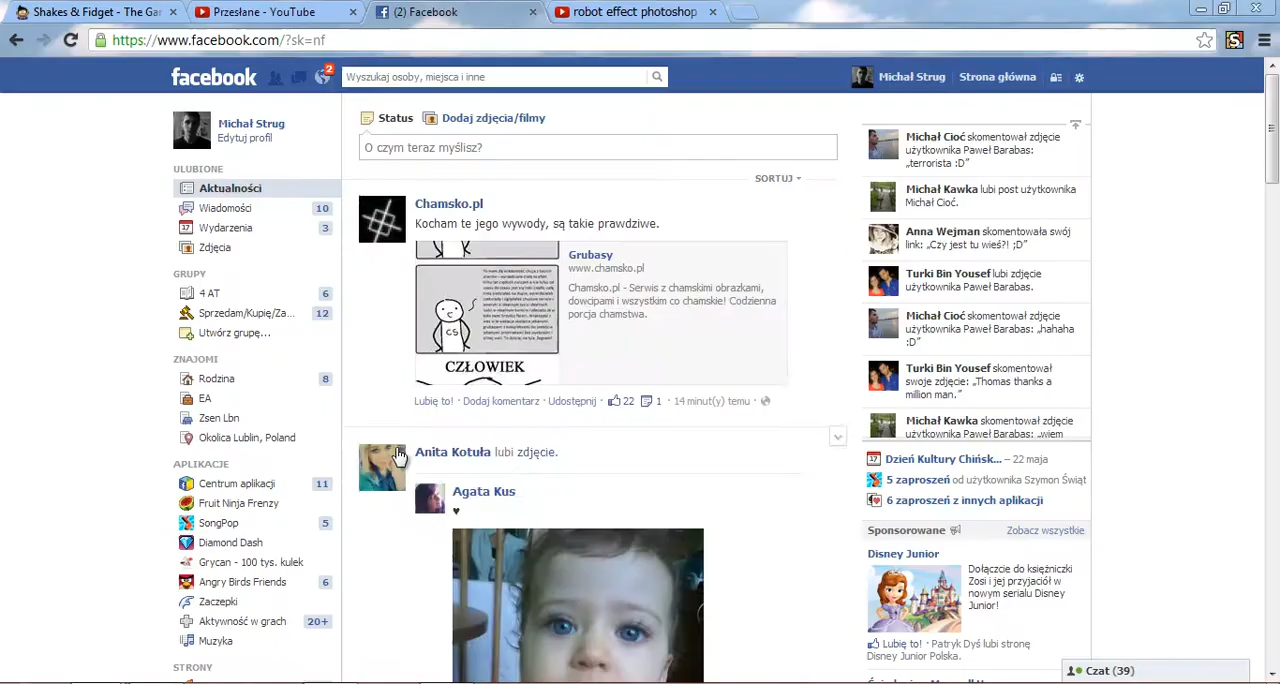 Shakes & Fidget - The Gar
Przesłane - YouTube
(2) Facebook
robot effect photoshop
https://www.facebook.com/?sk=nf
facebook
2
Wyszukaj osoby, miejsca i inne
Michał Strug
Strona główna
Michał Strug
Edytuj profil
ULUBIONE
Aktualności
Wiadomości 10
Wydarzenia 3
Zdjęcia
GRUPY
4 AT 6
Sprzedam/Kupię/Za... 12
Utwórz grupę...
ZNAJOMI
Rodzina 8
EA
Zsen Lbn
Okolica Lublin, Poland
APLIKACJE
Centrum aplikacji 11
Fruit Ninja Frenzy
SongPop 5
Diamond Dash
Grycan - 100 tys. kulek
Angry Birds Friends 6
Zaczepki
Aktywność w grach 20+
Muzyka
STRONY
Status
Dodaj zdjęcia/filmy
O czym teraz myślisz?
SORTUJ
Chamsko.pl
Kocham te jego wywody, są takie prawdziwe.
CS
CZŁOWIEK
Grubasy
www.chamsko.pl
Chamsko.pl - Serwis z chamskimi obrazkami,
dowcipami i wszystkim co chamskie! Codzienna
porcja chamstwa.
Lubię to! · Dodaj komentarz · Udostępnij · 22 1 · 14 minut(y) temu ·
Anita Kotuła lubi zdjęcie.
Agata Kus
♥
Michał Cioć skomentował zdjęcie
użytkownika Paweł Barabas:
„terrorista :D”
Michał Kawka lubi post użytkownika
Michał Cioć.
Anna Wejman skomentowała swój
link: „Czy jest tu wieś?! ;D”
Turki Bin Yousef lubi zdjęcie
użytkownika Paweł Barabas.
Michał Cioć skomentował zdjęcie
użytkownika Paweł Barabas: „hahaha
:D”
Turki Bin Yousef skomentował
swoje zdjęcie: „Thomas thanks a
million man.”
Michał Kawka skomentował zdjęcie
użytkownika Paweł Barabas: „wiem
17 Dzień Kultury Chińsk... – 22 maja
5 zaproszeń od użytkownika Szymon Świąt
6 zaproszeń z innych aplikacji
Sponsorowane
Zobacz wszystkie
Disney Junior
Dołączcie do księżniczki
Zosi i jej przyjaciół w
nowym serialu Disney
Junior!
Lubię to! · Patryk Dyś lubi stronę
Disney Junior Polska.
Czat (39)